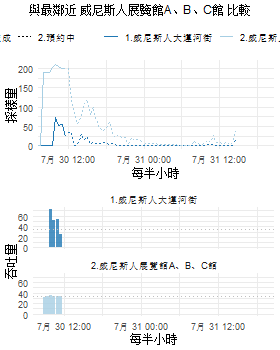 與最鄰近 威尼斯人展覽館A、B、C館 比較
成 2.預約中 1.威尼斯人大運河街 2.威尼斯人
探棵里
200
150
100
50
0
7月 30 12:00 7月 31 00:00 7月 31 12:00
每半小時
1.威尼斯人大運河街
吞吐里
60
40
20
0
2.威尼斯人展覽館A、B、C館
60
40
20
0
7月 30 12:00 7月 31 00:00 7月 31 12:00
每半小時